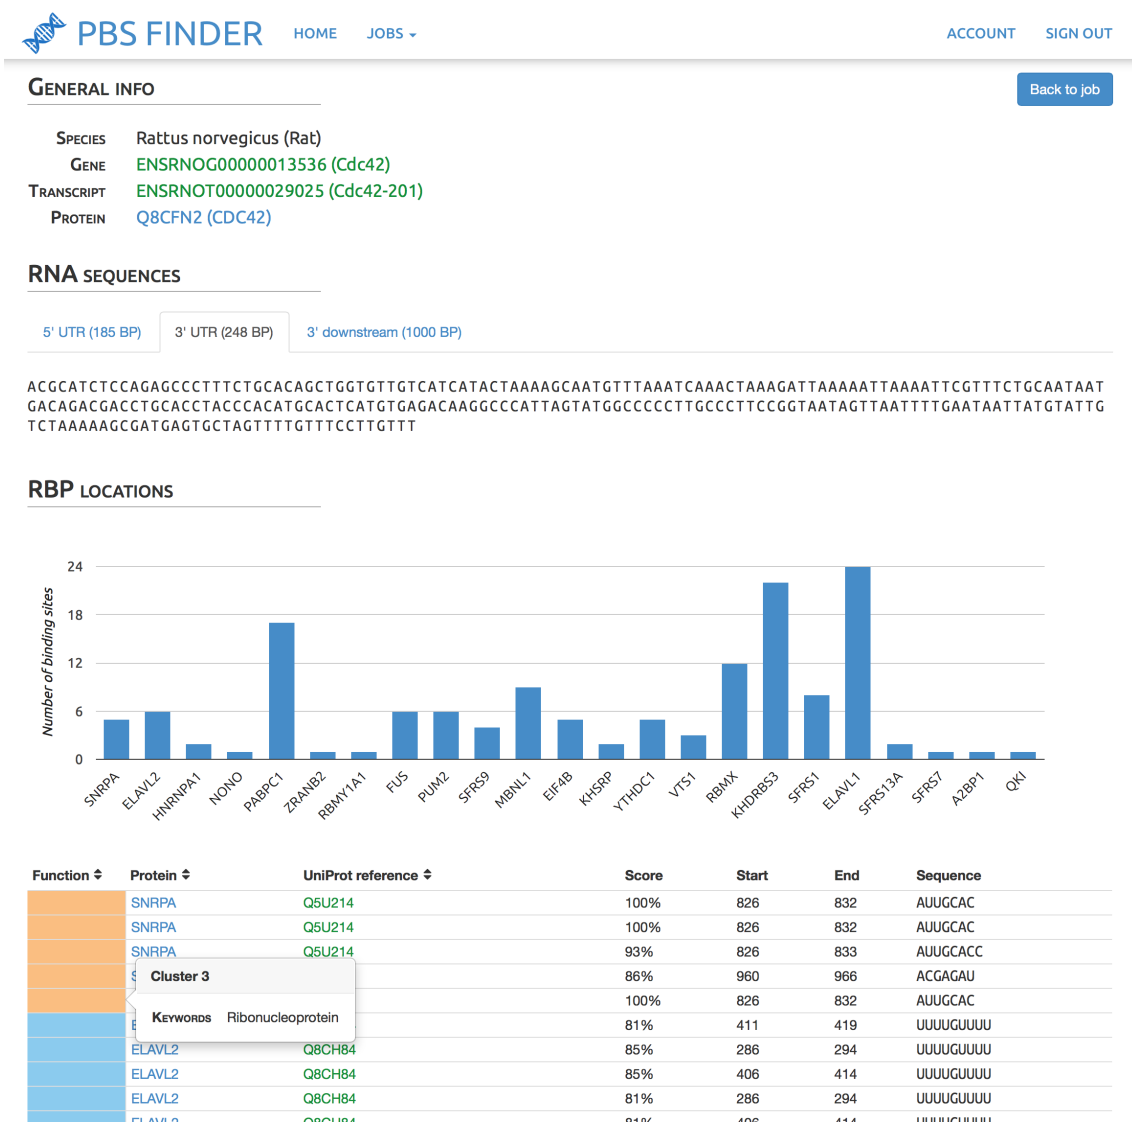 PBS FINDER HOME JOBS ACCOUNT SIGN OUT
General info Back to job
Species Rattus norvegicus (Rat)
Gene ENSRNOG00000013536 (Cdc42)
Transcript ENSRNOT00000029025 (Cdc42-201)
Protein Q8CFN2 (CDC42)
RNA sequences
5' UTR (185 BP) 3' UTR (248 BP) 3' downstream (1000 BP)
ACGCATCTCCAGAGCCCTTTCTGCACAGCTGGTGTTGTCATCATACTAAAAGCAATGTTTAAATCAAACTAAAGATTAAAAATTAAAATTCGTTTCTGCAATAAT
GACAGACGACCTGCACCTACCCACATGCACTCATGTGAGACAAGGCCCATTAGTATGGCCCCCTTGCCCTTCCGGTAATAGTTAATTTTGAATAATTATGTATTG
TCTAAAAAGCGATGAGTGCTAGTTTTGTTTCCTTGTTT
RBP locations
Number of binding sites
24
18
12
6
0
SNRPA ELAVL2 HNRNPA1 NONO PABPC1 ZRANB2 RBMY1A1 FUS PUM2 SFRS9 MBNL1 EIF4B KHSRP YTHDC1 VTS1 RBMX KHDRBS3 SFRS1 ELAVL1 SFRS13A SFRS7 A2BP1 QKI
Function Protein UniProt reference Score Start End Sequence
SNRPA Q5U214 100% 826 832 AUUGCAC
SNRPA Q5U214 100% 826 832 AUUGCAC
SNRPA Q5U214 93% 826 833 AUUGCACC
86% 960 966 ACGAGAU
Cluster 3
100% 826 832 AUUGCAC
Keywords Ribonucleoprotein
81% 411 419 UUUUGUUUU
ELAVL2 Q8CH84 85% 286 294 UUUUGUUUU
ELAVL2 Q8CH84 85% 406 414 UUUUGUUUU
ELAVL2 Q8CH84 81% 286 294 UUUUGUUUU
ELAVL2 Q8CH84 81% 406 414 UUUUGUUUU